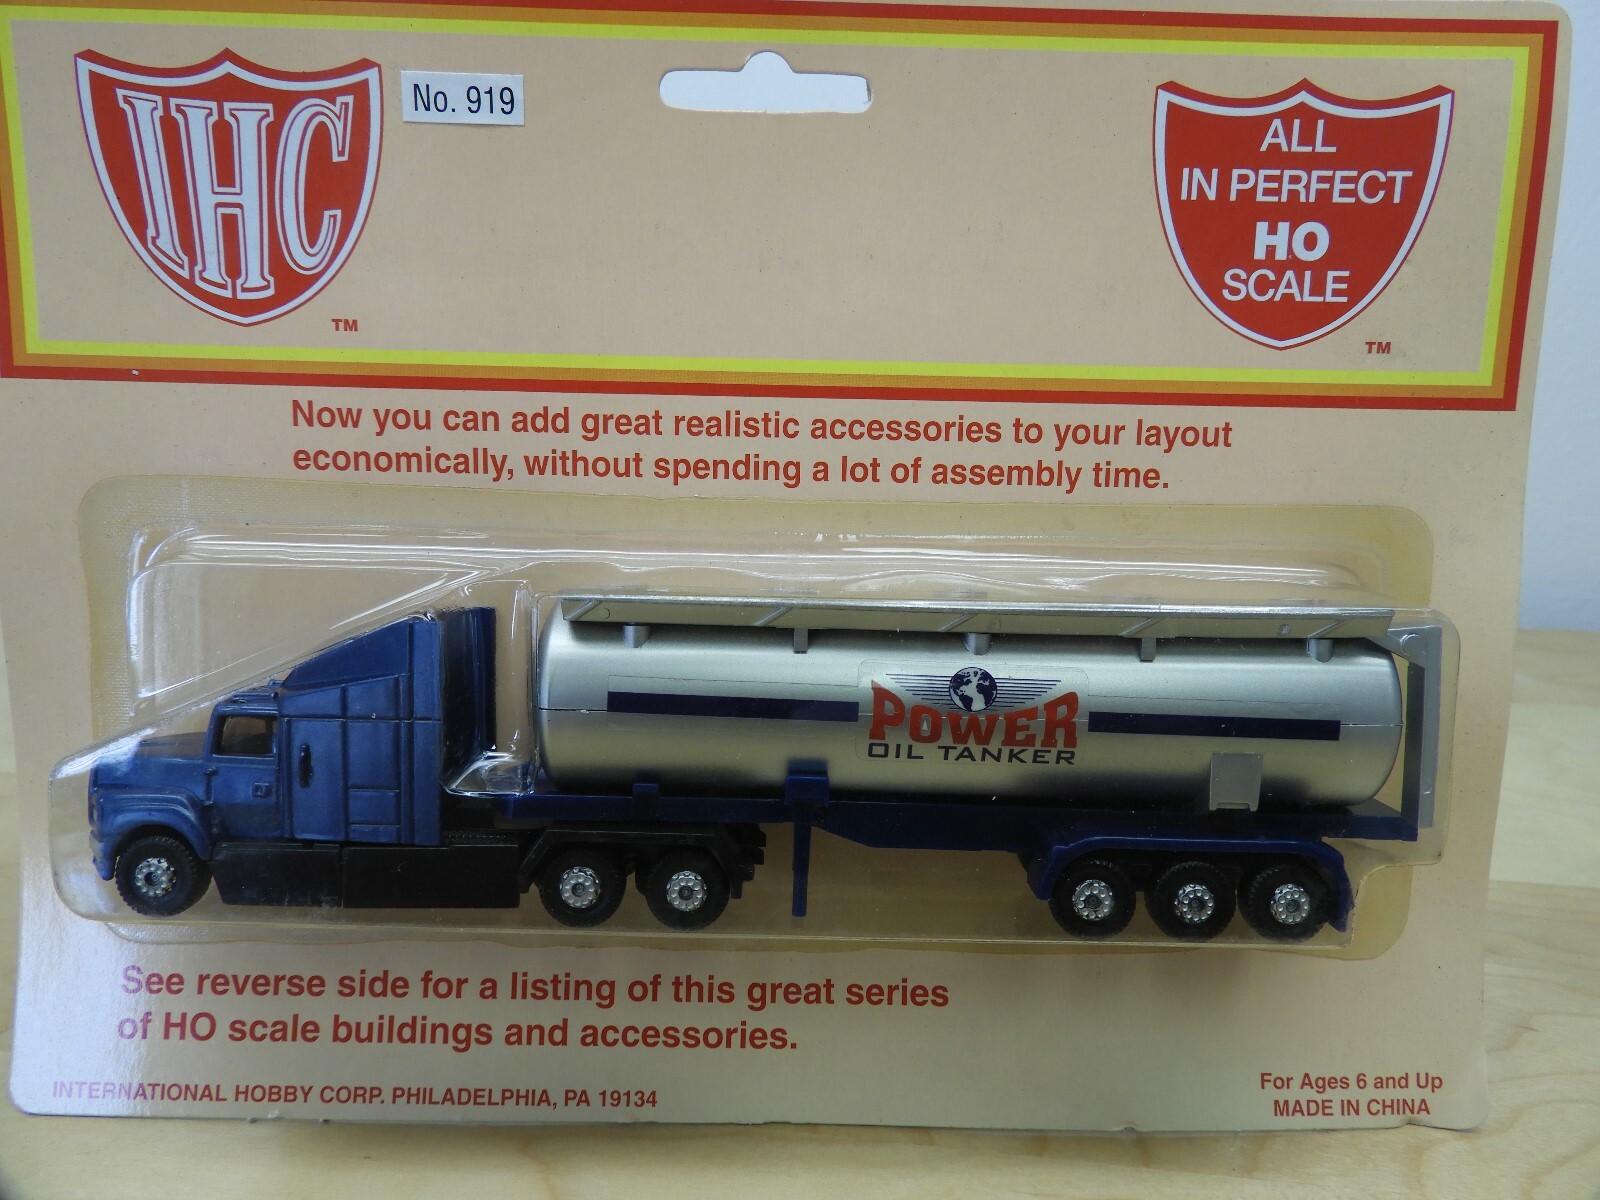 IHC
TM
No. 919
ALL
IN PERFECT
HO
SCALE
TM
Now you can add great realistic accessories to your layout
economically, without spending a lot of assembly time.
POWER
OIL TANKER
See reverse side for a listing of this great series
of HO scale buildings and accessories.
INTERNATIONAL HOBBY CORP. PHILADELPHIA, PA 19134
For Ages 6 and Up
MADE IN CHINA